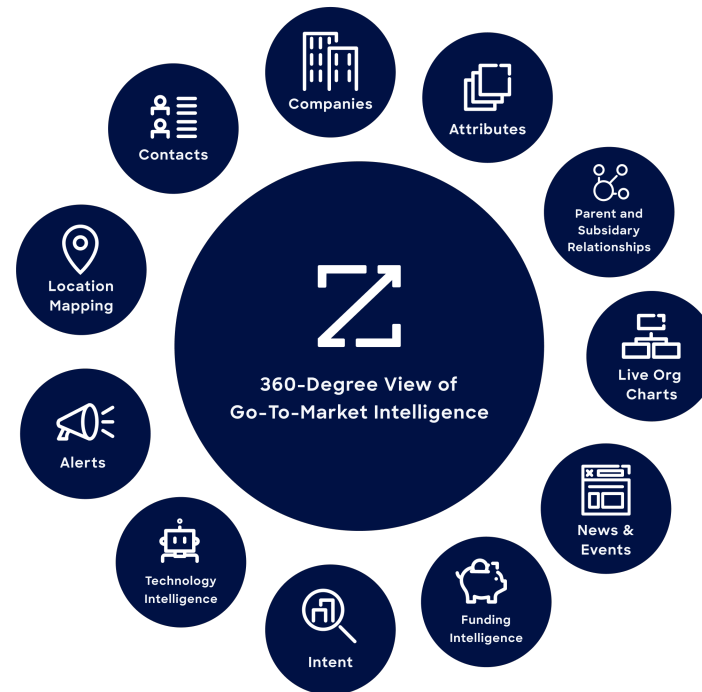 Companies
Attributes
Parent and
Subsidary
Relationships
Live Org
Charts
News &
Events
Funding
Intelligence
Intent
Technology
Intelligence
Alerts
Location
Mapping
Contacts
360-Degree View of
Go-To-Market Intelligence